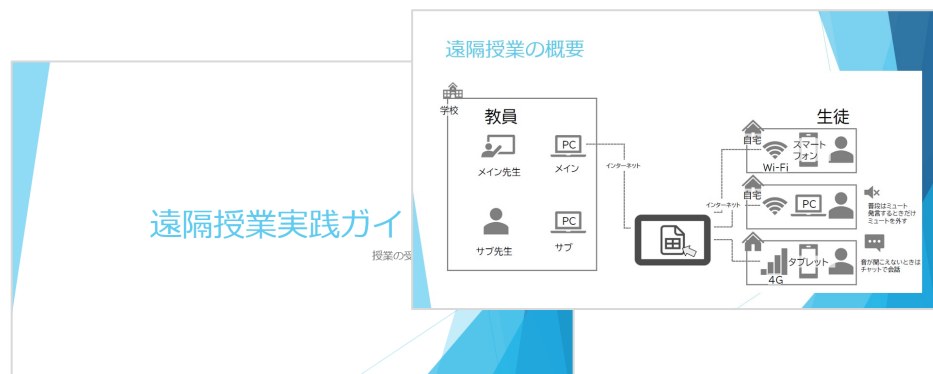 遠隔授業実践ガイ
授業の受
遠隔授業の概要
学校
教員
メイン先生
PC
メイン
サブ先生
PC
サブ
インターネット
インターネット
生徒
自宅
Wi-Fi
スマート
フォン
自宅
PC
普段はミュート
発言するときだけ
ミュートを外す
4G
タブレット
音が聞こえないときは
チャットで会話